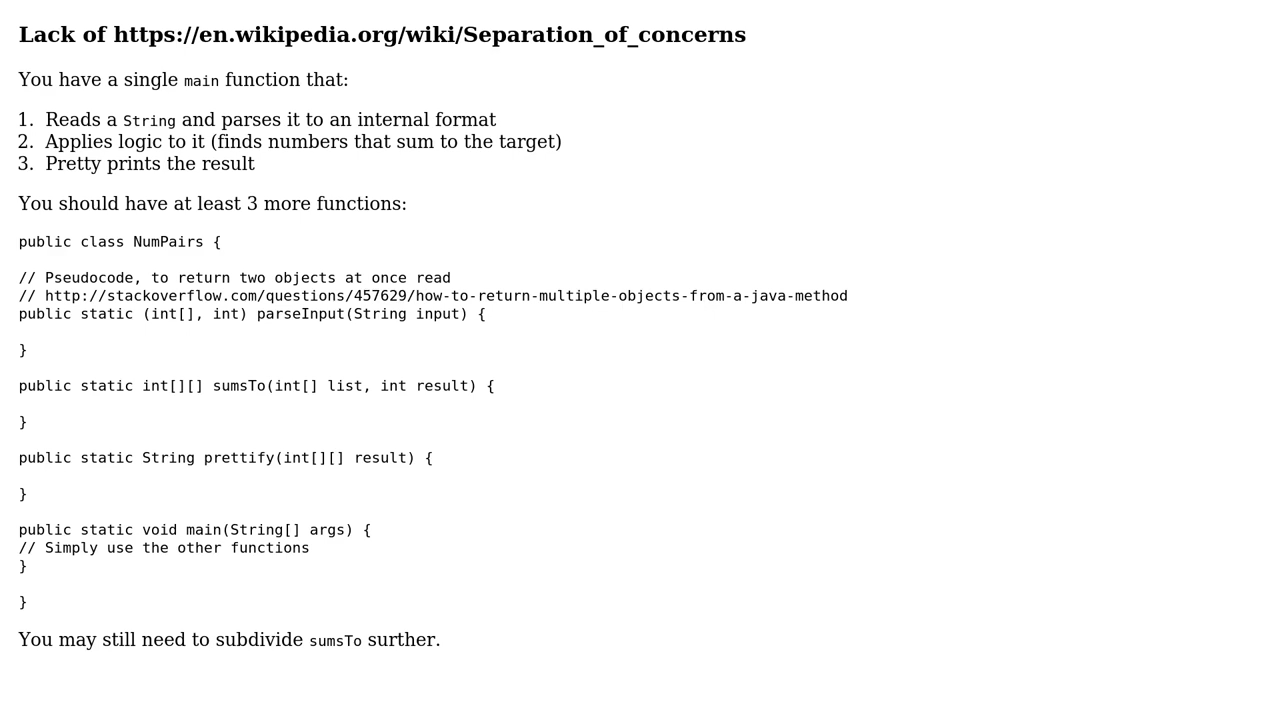 Lack of https://en.wikipedia.org/wiki/Separation_of_concerns
You have a single main function that:
1. Reads a String and parses it to an internal format
2. Applies logic to it (finds numbers that sum to the target)
3. Pretty prints the result
You should have at least 3 more functions:
public class NumPairs {
// Pseudocode, to return two objects at once read
// http://stackoverflow.com/questions/457629/how-to-return-multiple-objects-from-a-java-method
public static (int[], int) parseInput(String input) {
}
public static int[][] sumsTo(int[] list, int result) {
}
public static String prettify(int[][] result) {
}
public static void main(String[] args) {
// Simply use the other functions
}
}
You may still need to subdivide sumsTo surther.